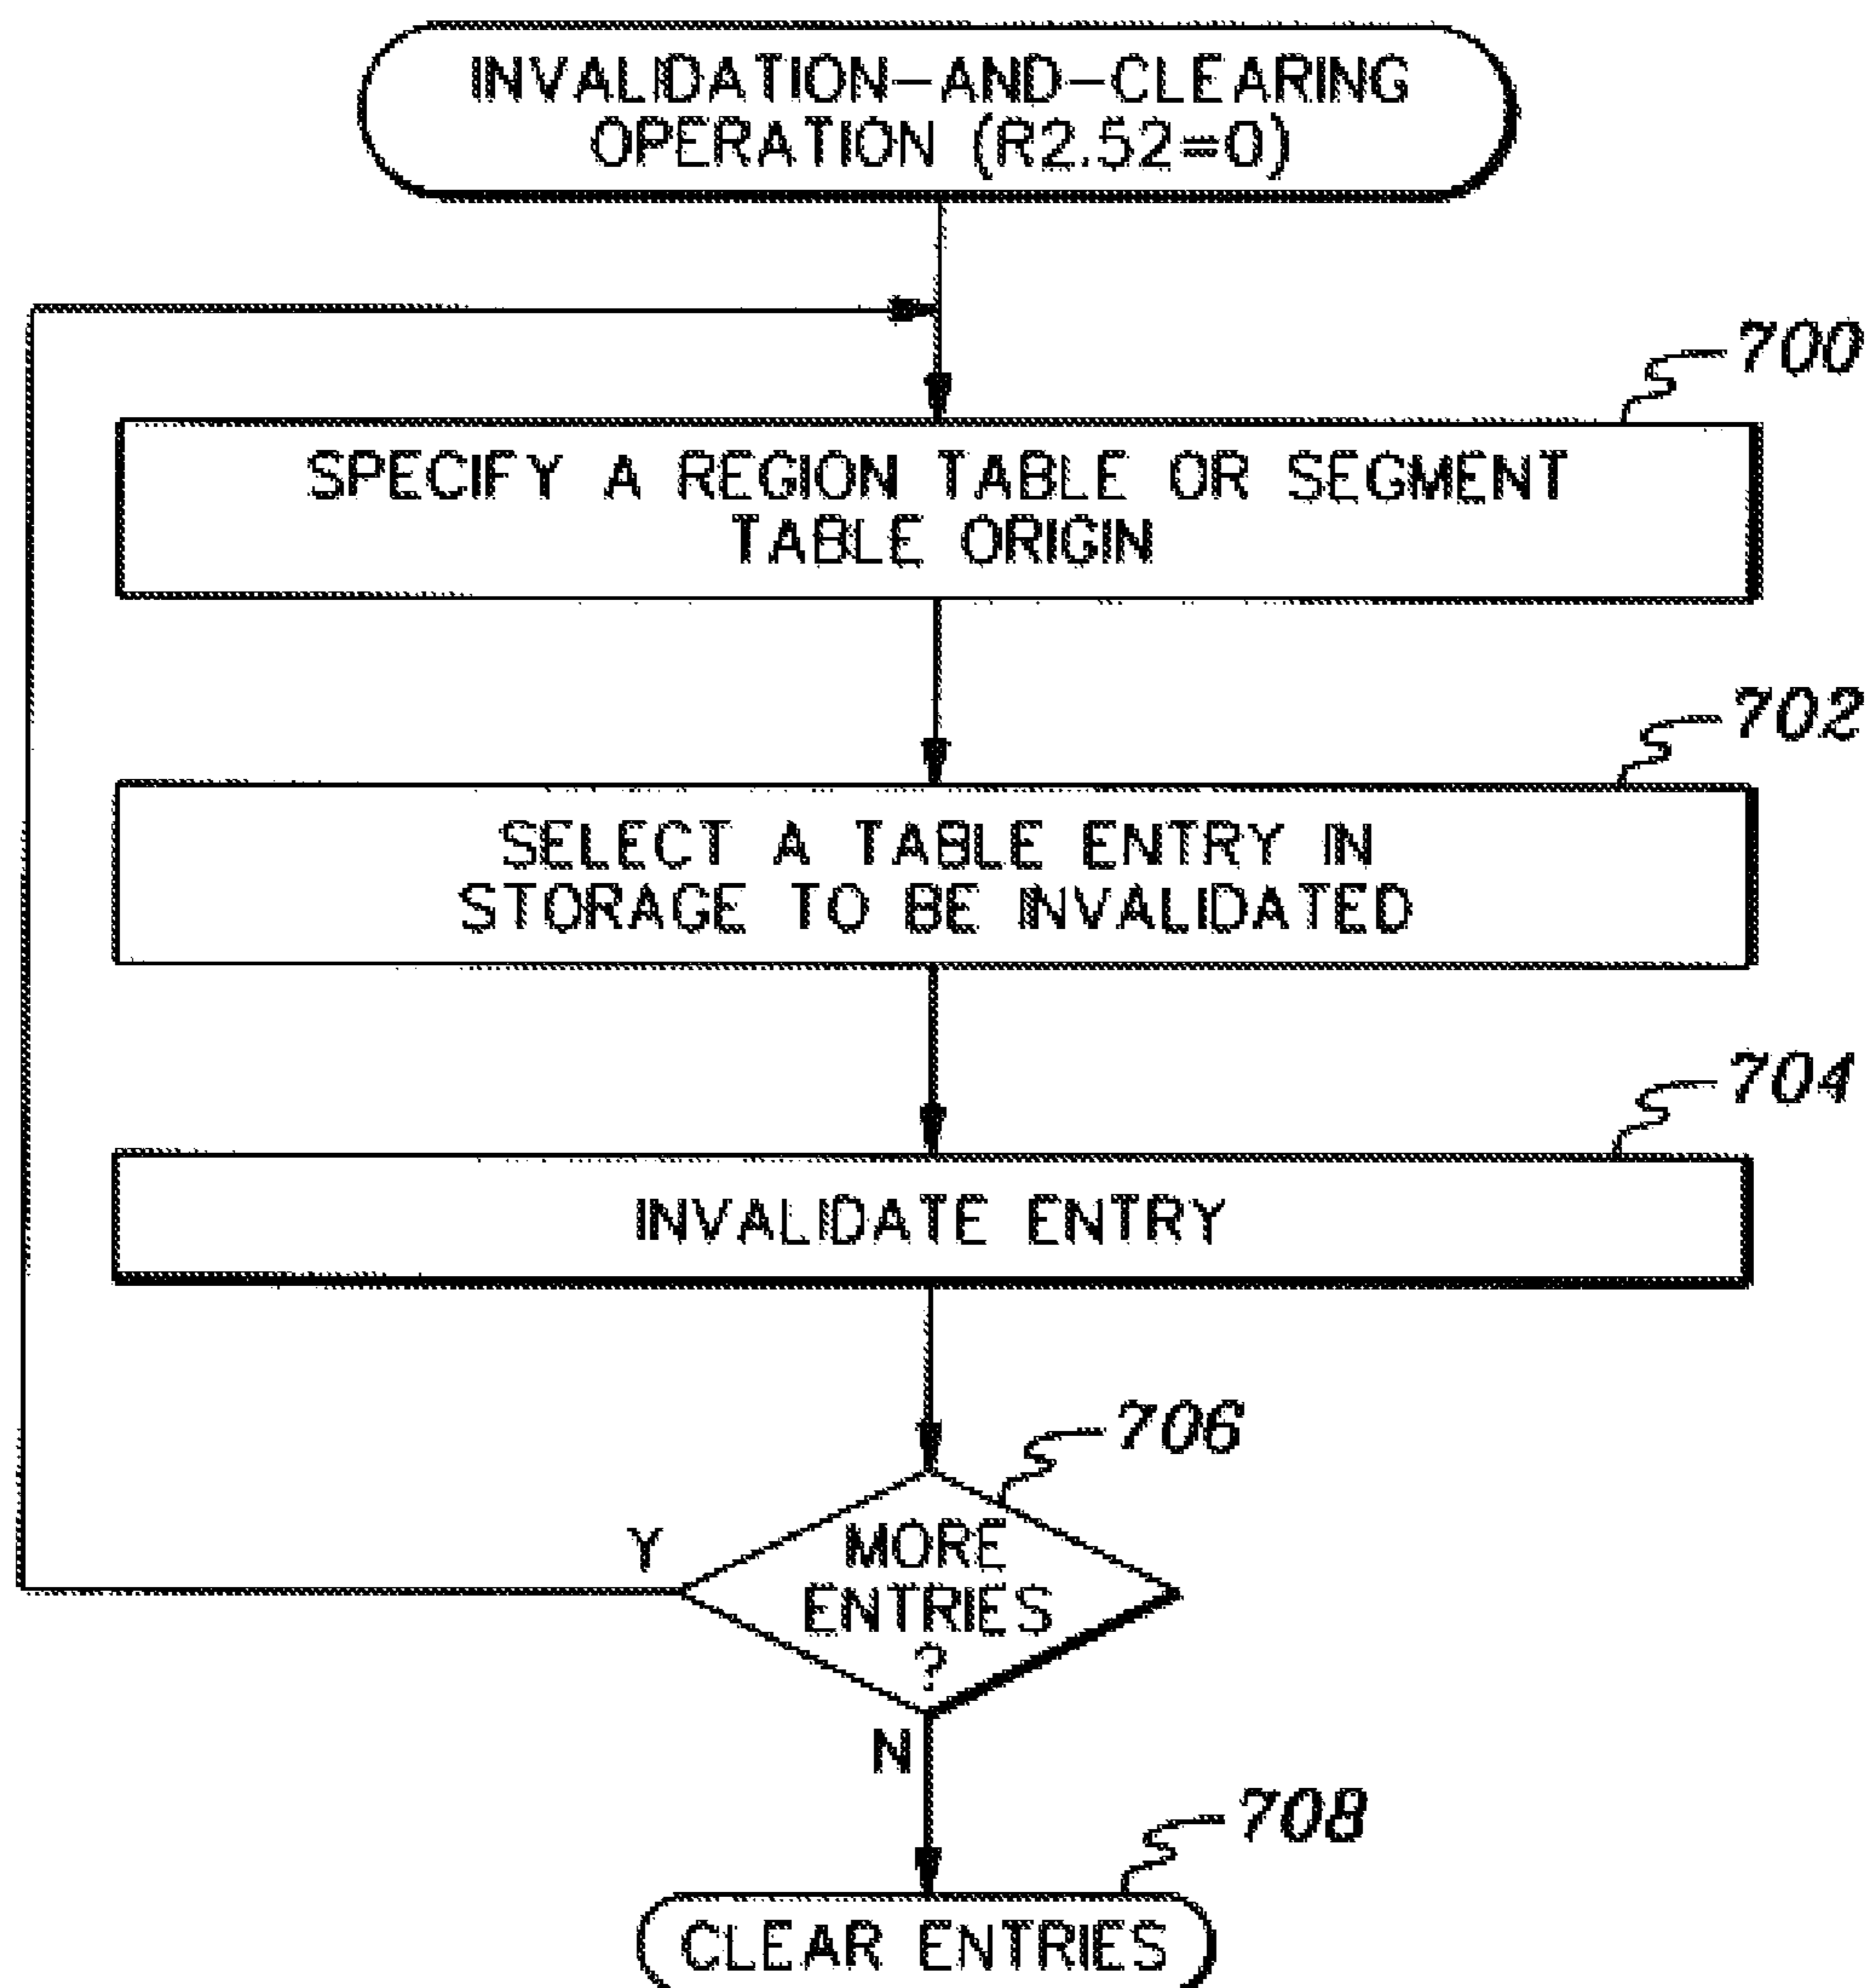 INVALIDATION-AND-CLEARING
OPERATION (R2.52=0)
700
SPECIFY A REGION TABLE OR SEGMENT
TABLE ORIGIN
702
SELECT A TABLE ENTRY IN
STORAGE TO BE INVALIDATED
704
INVALIDATE ENTRY
706
Y
MORE
ENTRIES
?
N
708
CLEAR ENTRIES